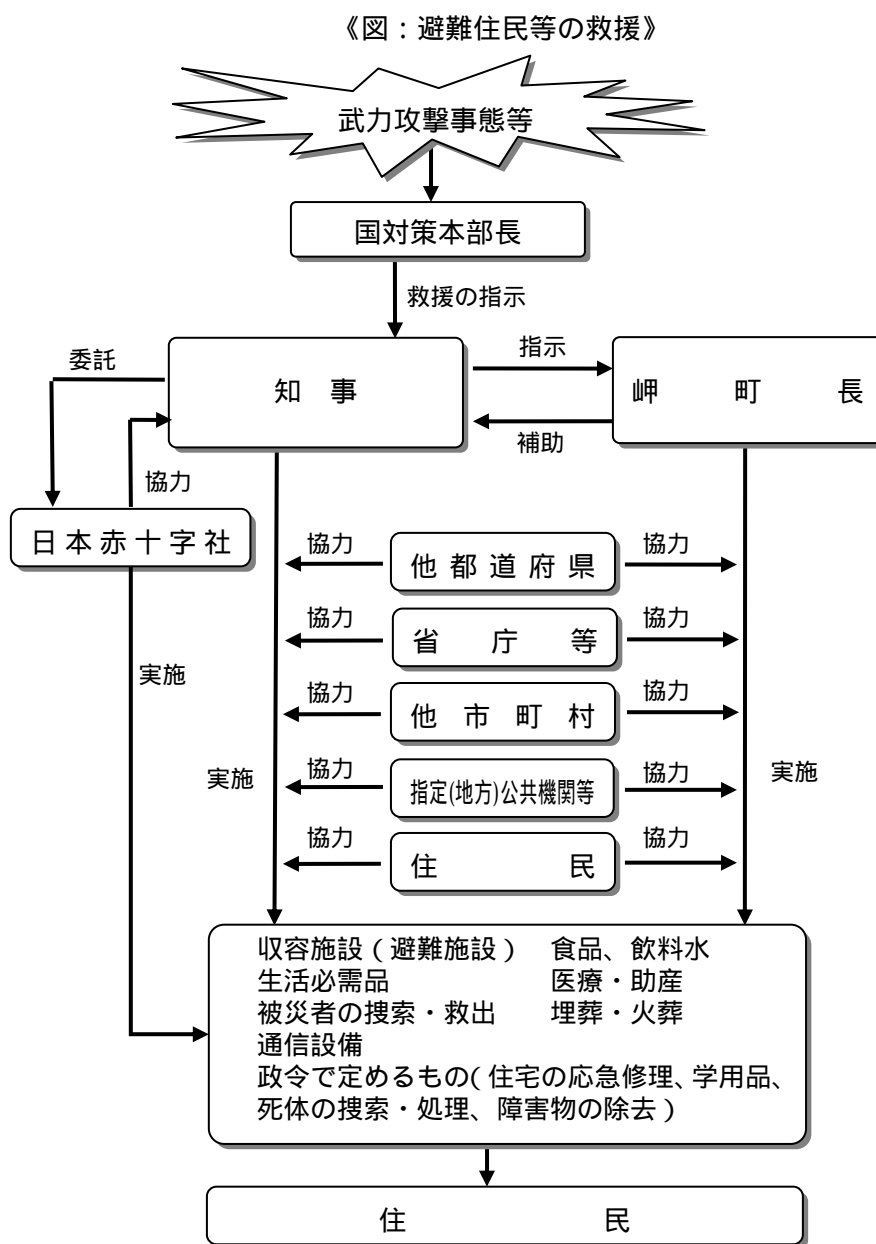 《図：避難住民等の救援》
武力攻撃事態等
国対策本部長
救援の指示
委託
知　事
指示
補助
岬　町　長
協力
日本赤十字社
協力
他都道府県
協力
協力
省　庁　等
協力
実施
協力
他市町村
協力
実施
協力
指定(地方)公共機関等
協力
実施
協力
住　民
協力
収容施設（避難施設）　食品、飲料水
生活必需品　医療・助産
被災者の捜索・救出　埋葬・火葬
通信設備
政令で定めるもの（住宅の応急修理、学用品、
死体の捜索・処理、障害物の除去）
住　民